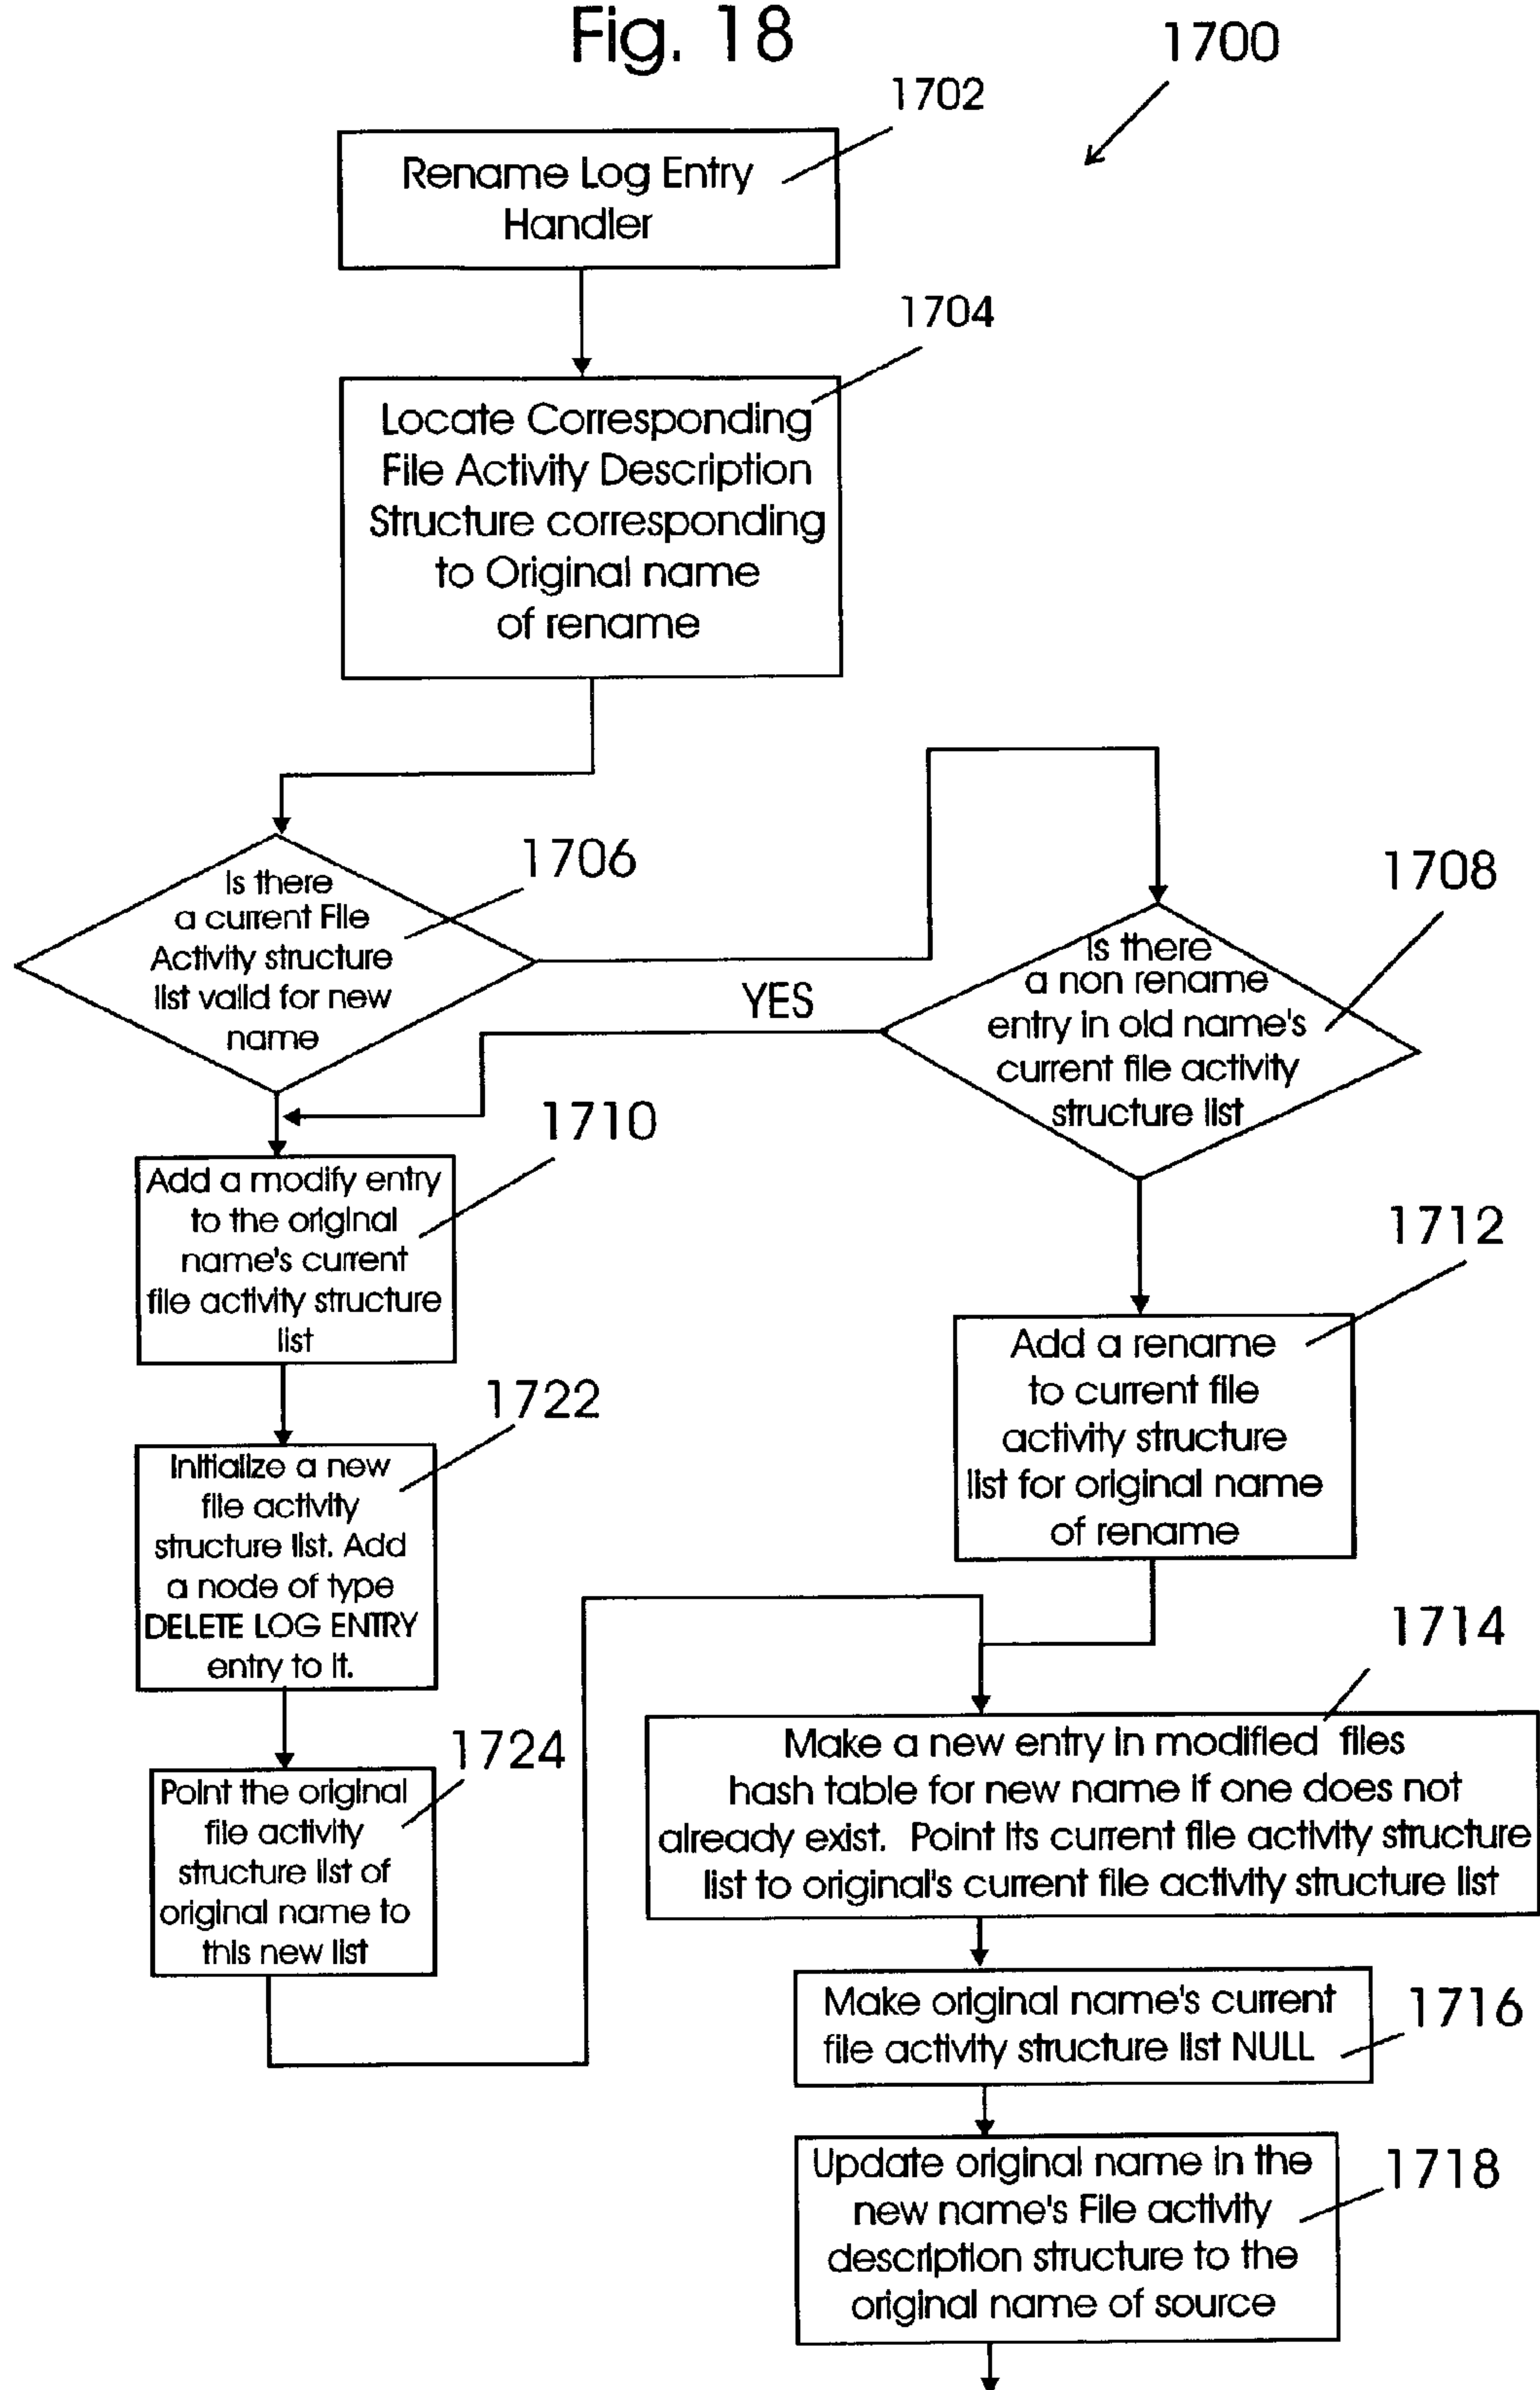 Fig. 18
1700
1702
Rename Log Entry
Handler
1704
Locate Corresponding
File Activity Description
Structure corresponding
to Original name
of rename
1706
Is there
a current File
Activity structure
list valid for new
name
1708
Is there
a non rename
entry in old name's
current file activity
structure list
YES
1710
Add a modify entry
to the original
name's current
file activity structure
list
1712
Add a rename
to current file
activity structure
list for original name
of rename
1722
Initialize a new
file activity
structure list. Add
a node of type
DELETE LOG ENTRY
entry to it.
1724
Point the original
file activity
structure list of
original name to
this new list
1714
Make a new entry in modified files
hash table for new name if one does not
already exist. Point its current file activity structure
list to original's current file activity structure list
1716
Make original name's current
file activity structure list NULL
1718
Update original name in the
new name's File activity
description structure to the
original name of source